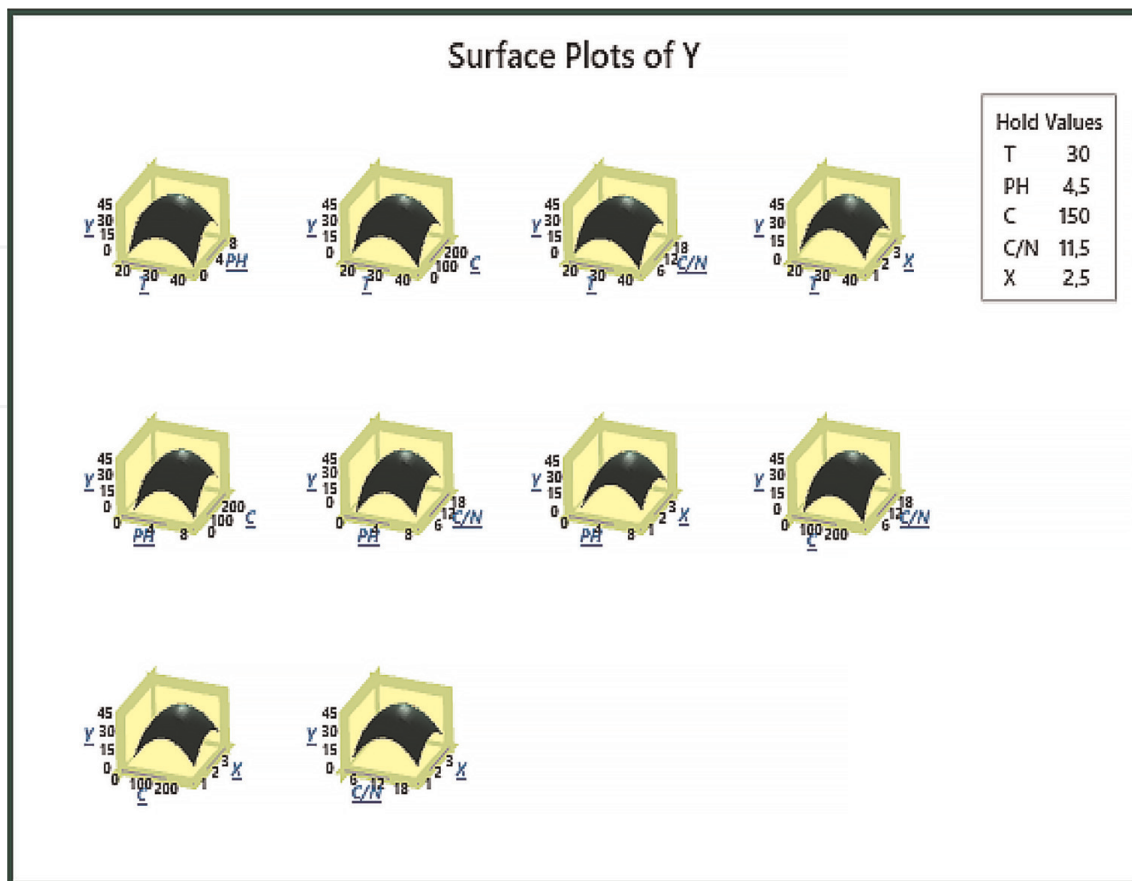 Surface Plots of Y
Hold Values
T 30
PH 4,5
C 150
C/N 11,5
X 2,5
45
30
15
0
Y
20 30 40
T
0 4 8
PH
45
30
15
0
Y
20 30 40
T
0 100 200
C
45
30
15
0
Y
20 30 40
T
6 12 18
C/N
45
30
15
0
Y
20 30 40
T
1 2 3
X
45
30
15
0
Y
0 4 8
PH
0 100 200
C
45
30
15
0
Y
0 4 8
PH
6 12 18
C/N
45
30
15
0
Y
0 4 8
PH
1 2 3
X
45
30
15
0
Y
0 100 200
C
6 12 18
C/N
45
30
15
0
Y
0 100 200
C
1 2 3
X
45
30
15
0
Y
6 12 18
C/N
1 2 3
X